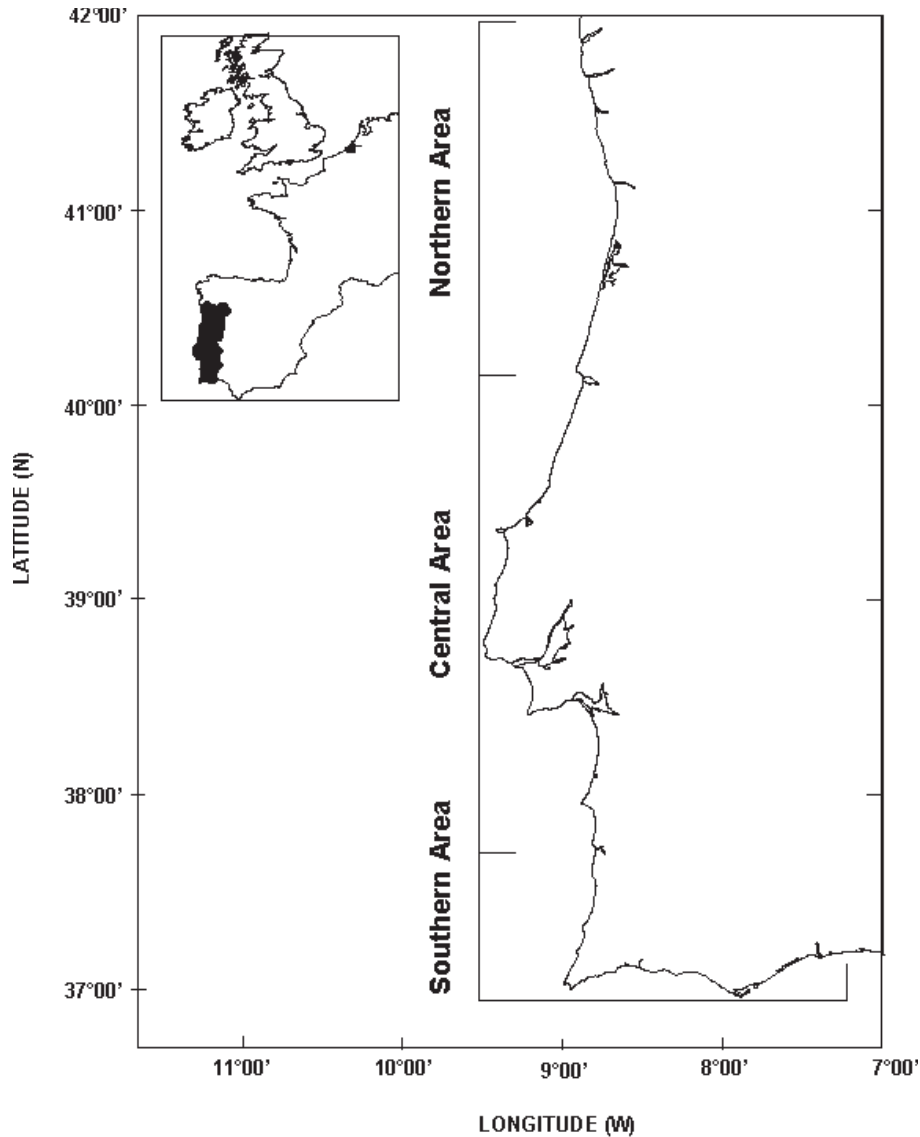 42°00'
41°00'
40°00'
39°00'
38°00'
37°00'
LATITUDE (N)
Northern Area
Central Area
Southern Area
11°00'
10°00'
9°00'
8°00'
7°00'
LONGITUDE (W)